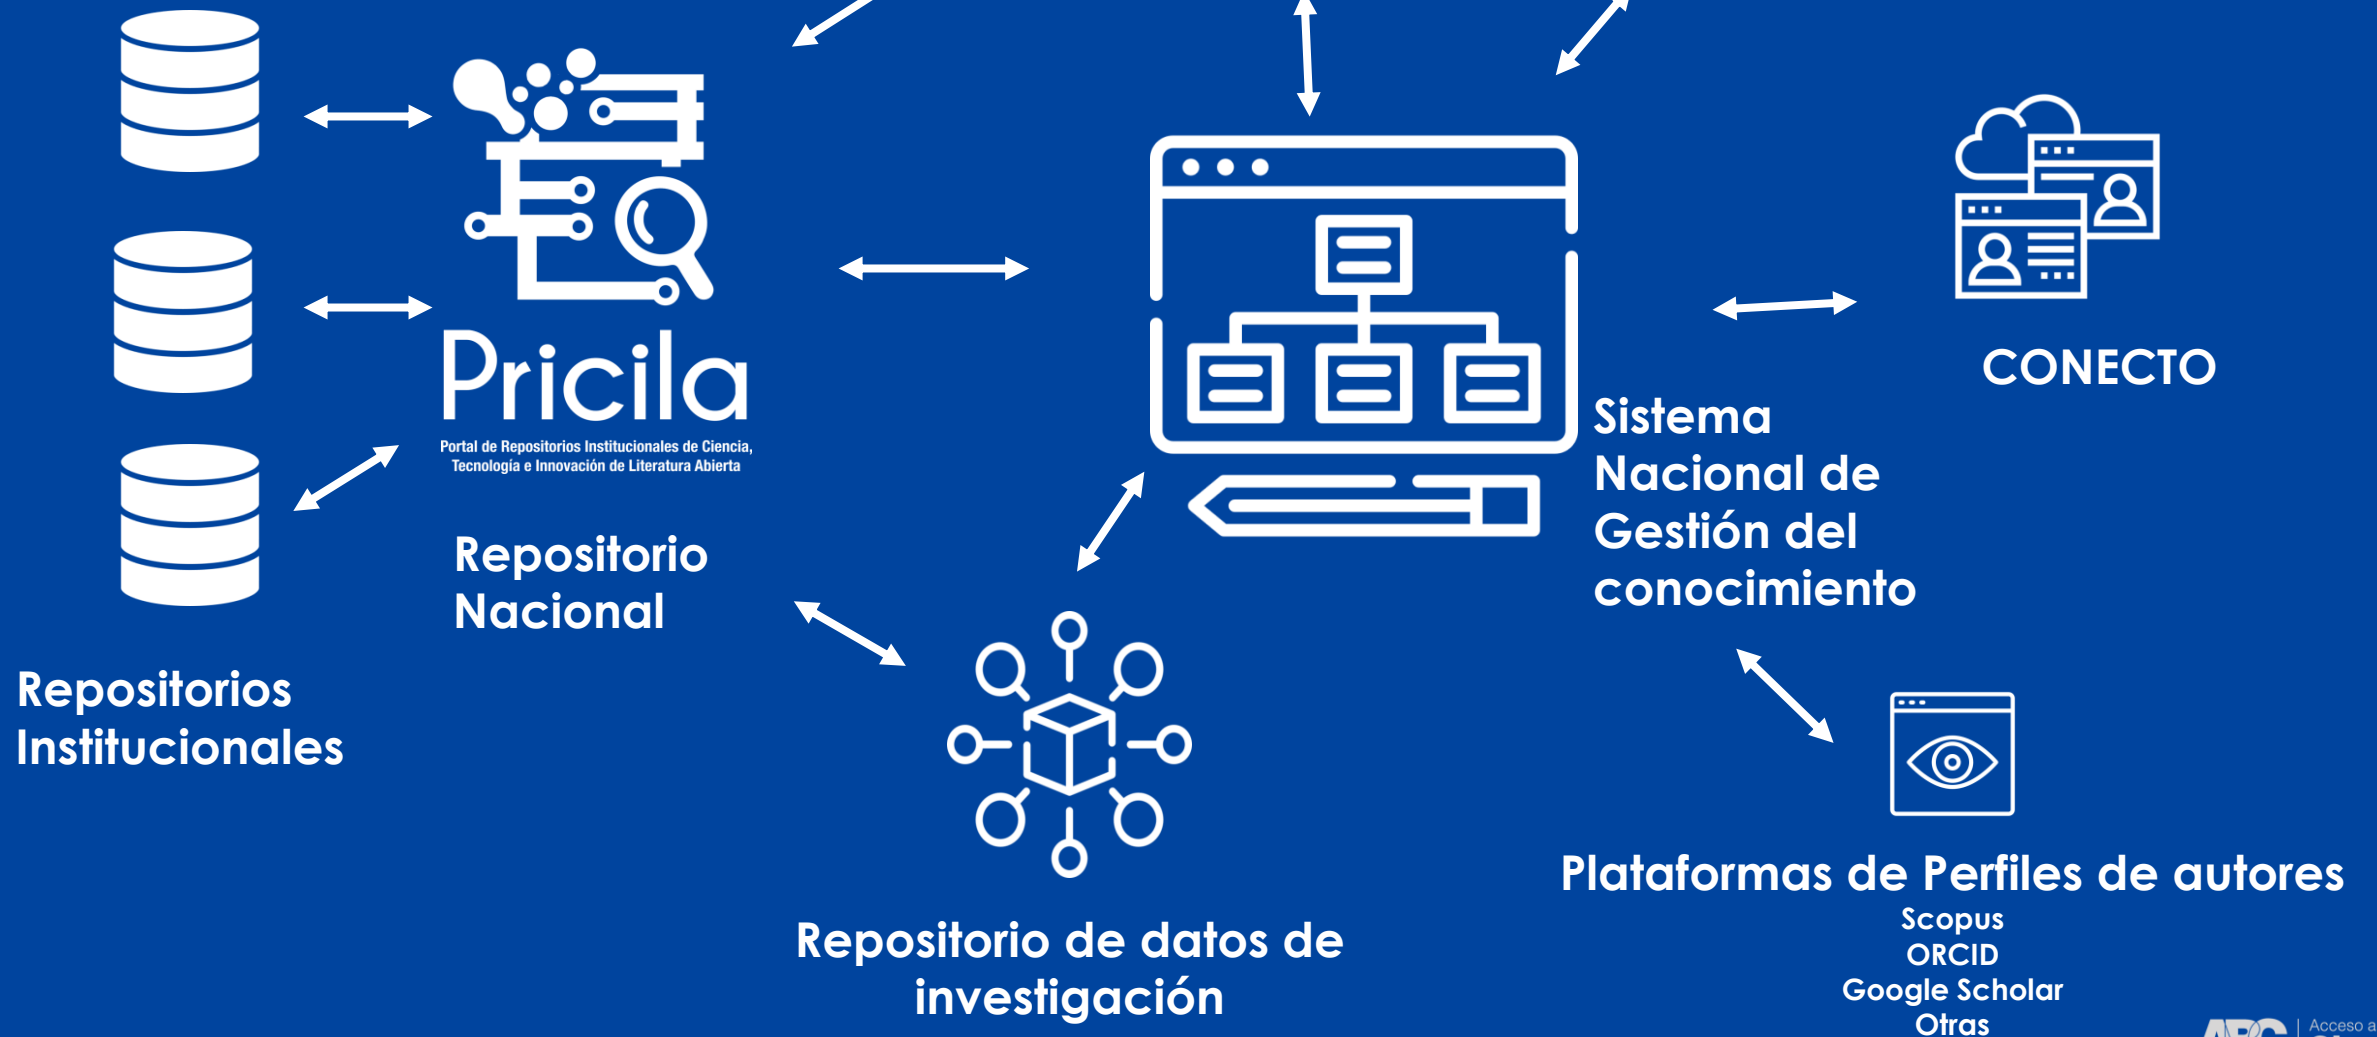 Pricila
Portal de Repositorios Institucionales de Ciencia,
Tecnología e Innovación de Literatura Abierta
Repositorio
Nacional
Repositorios
Institucionales
CONECTO
Sistema
Nacional de
Gestión del
conocimiento
Repositorio de datos de
investigación
Plataformas de Perfiles de autores
Scopus
ORCID
Google Scholar
Otras
Acceso a